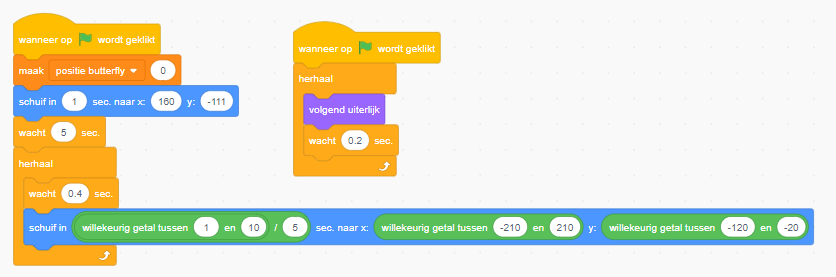 wanneer op wordt geklikt
maak positie butterfly 0
schuif in 1 sec. naar x: 160 y: -111
wacht 5 sec.
herhaal
wacht 0.4 sec.
schuif in willekeurig getal tussen 1 en 10 / 5 sec. naar x: willekeurig getal tussen -210 en 210 y: willekeurig getal tussen -120 en -20
wanneer op wordt geklikt
herhaal
volgend uiterlijk
wacht 0.2 sec.